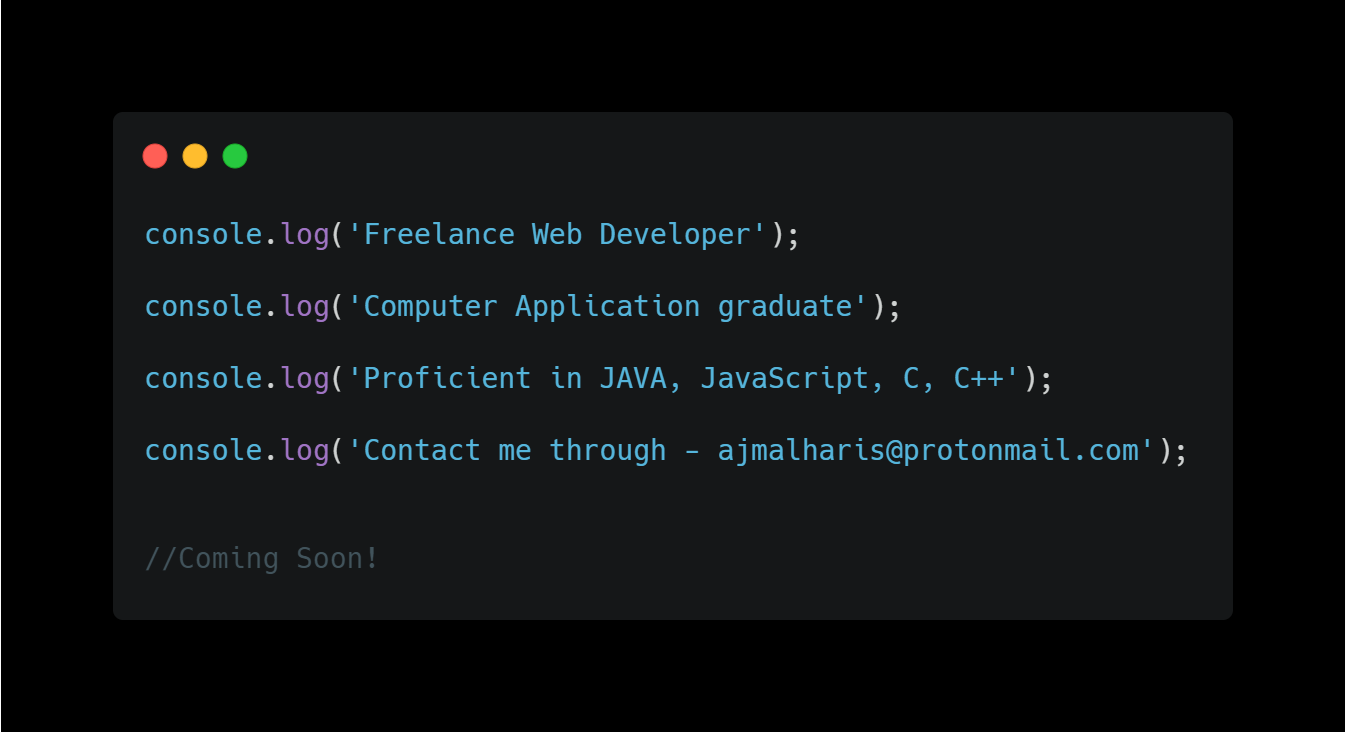 console.log('Freelance Web Developer');
console.log('Computer Application graduate');
console.log('Proficient in JAVA, JavaScript, C, C++');
console.log('Contact me through - ajmalharis@protonmail.com');
//Coming Soon!